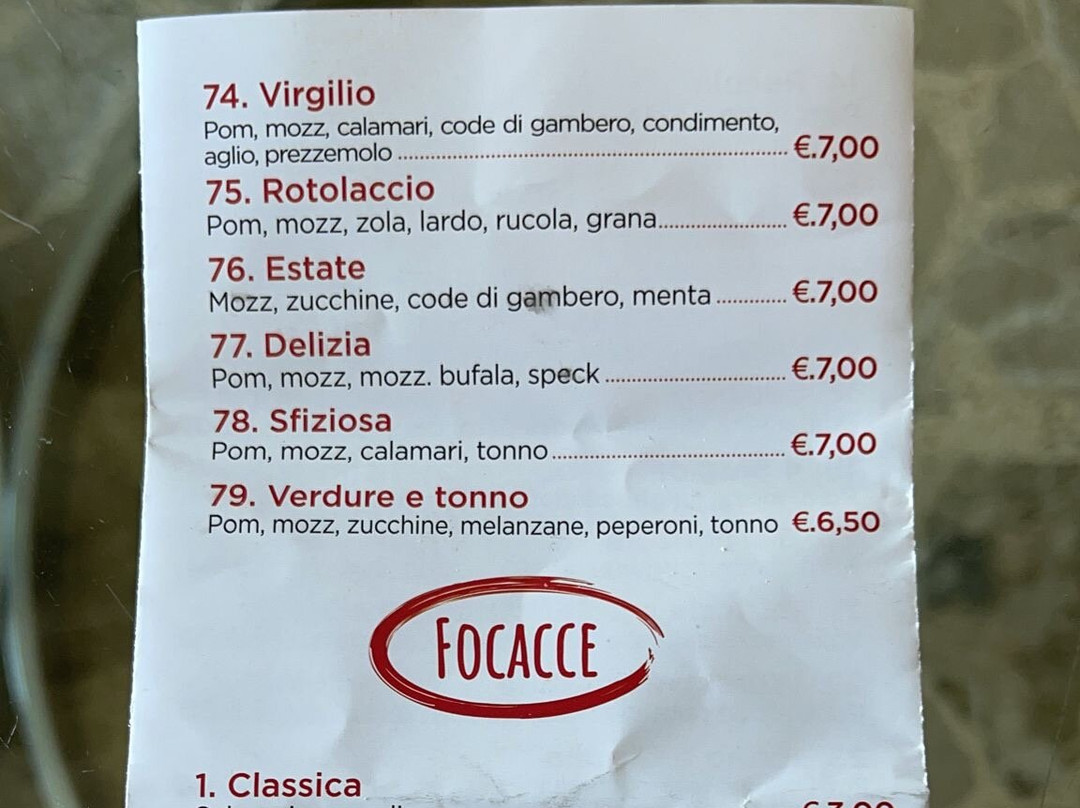 74. Virgilio
Pom, mozz, calamari, code di gambero, condimento,
aglio, prezzemolo ........ €.7,00
75. Rotolaccio
Pom, mozz, zola, lardo, rucola, grana........ €.7,00
76. Estate
Mozz, zucchine, code di gambero, menta ........ €.7,00
77. Delizia
Pom, mozz, mozz. bufala, speck ........ €.7,00
78. Sfiziosa
Pom, mozz, calamari, tonno ........ €.7,00
79. Verdure e tonno
Pom, mozz, zucchine, melanzane, peperoni, tonno €.6,50
FOCACCE
1. Classica